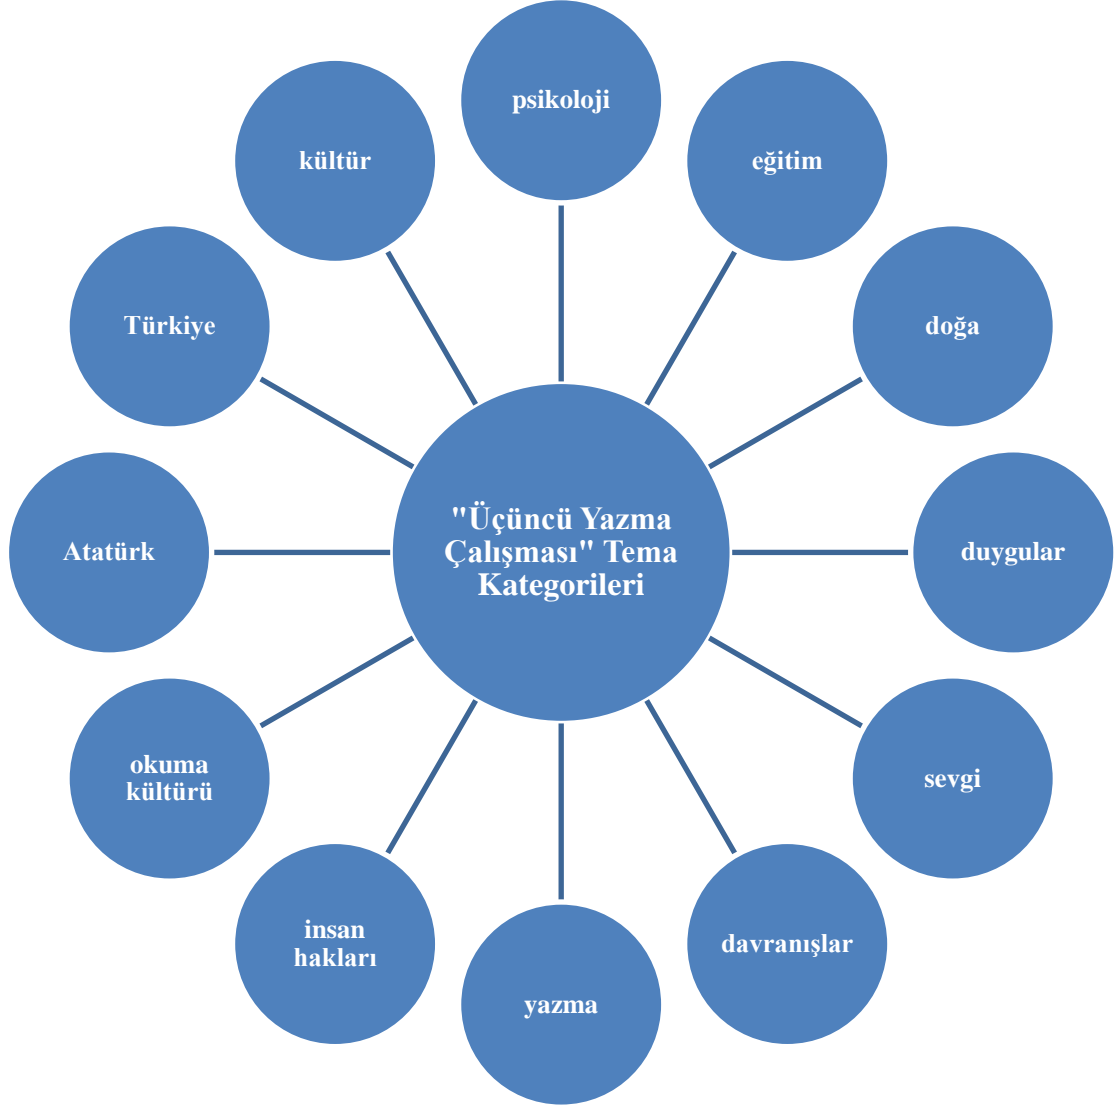 psikoloji
eğitim
doğa
duygular
sevgi
davranışlar
yazma
insan
hakları
okuma
kültürü
Atatürk
Türkiye
kültür
"Üçüncü Yazma
Çalışması" Tema
Kategorileri